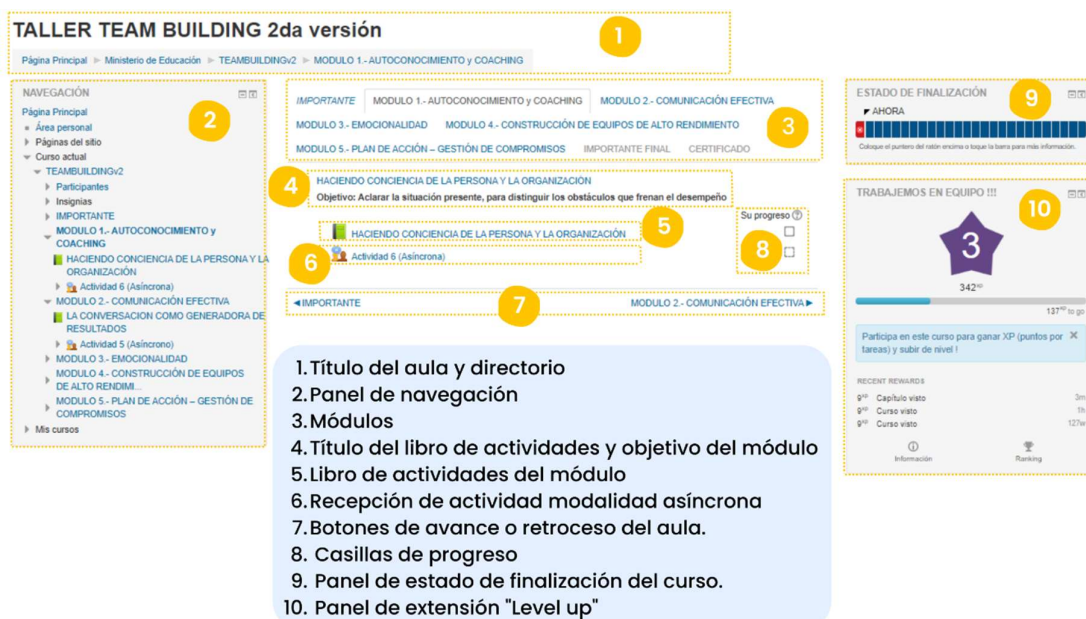 TALLER TEAM BUILDING 2da versión
1
Página Principal ► Ministerio de Educación ► TEAMBUILDINGv2 ► MODULO 1.- AUTOCONOCIMIENTO y COACHING
NAVEGACIÓN
2
Página Principal
Área personal
Páginas del sitio
Curso actual
TEAMBUILDINGv2
Participantes
Insignias
IMPORTANTE
MODULO 1.- AUTOCONOCIMIENTO y
COACHING
HACIENDO CONCIENCIA DE LA PERSONA Y LA
ORGANIZACIÓN
Actividad 6 (Asíncrona)
MODULO 2.- COMUNICACIÓN EFECTIVA
LA CONVERSACION COMO GENERADORA DE
RESULTADOS
Actividad 5 (Asíncrono)
MODULO 3.- EMOCIONALIDAD
MODULO 4.- CONSTRUCCIÓN DE EQUIPOS
DE ALTO RENDIMI...
MODULO 5.- PLAN DE ACCIÓN – GESTIÓN DE
COMPROMISOS
Mis cursos
IMPORTANTE MODULO 1.- AUTOCONOCIMIENTO y COACHING MODULO 2.- COMUNICACIÓN EFECTIVA
MODULO 3.- EMOCIONALIDAD MODULO 4.- CONSTRUCCIÓN DE EQUIPOS DE ALTO RENDIMIENTO
3
MODULO 5.- PLAN DE ACCIÓN – GESTIÓN DE COMPROMISOS IMPORTANTE FINAL CERTIFICADO
4
HACIENDO CONCIENCIA DE LA PERSONA Y LA ORGANIZACIÓN
Objetivo: Aclarar la situación presente, para distinguir los obstáculos que frenan el desempeño
Su progreso
HACIENDO CONCIENCIA DE LA PERSONA Y LA ORGANIZACIÓN
5
6
Actividad 6 (Asíncrona)
8
◄IMPORTANTE
7
MODULO 2.- COMUNICACIÓN EFECTIVA►
ESTADO DE FINALIZACIÓN
9
AHORA
Coloque el puntero del ratón encima o toque la barra para más información.
TRABAJEMOS EN EQUIPO !!!
10
3
342XP
137XP to go
Participa en este curso para ganar XP (puntos por
tareas) y subir de nivel !
RECENT REWARDS
9XP Capítulo visto 3m
9XP Curso visto 1h
9XP Curso visto 127w
Información Ranking
1. Título del aula y directorio
2. Panel de navegación
3. Módulos
4. Título del libro de actividades y objetivo del módulo
5. Libro de actividades del módulo
6. Recepción de actividad modalidad asíncrona
7. Botones de avance o retroceso del aula.
8. Casillas de progreso
9. Panel de estado de finalización del curso.
10. Panel de extensión "Level up"